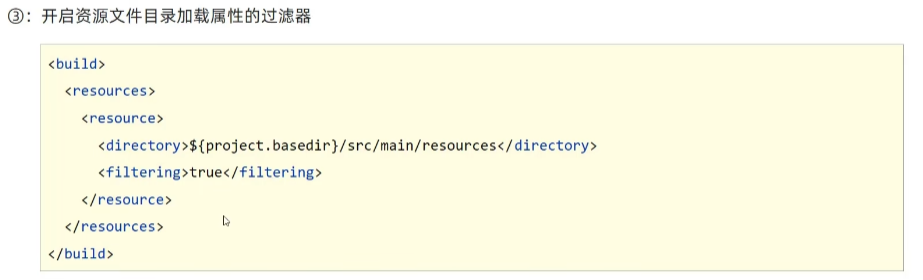 ③：开启资源文件目录加载属性的过滤器
<build>
<resources>
<resource>
<directory>${project.basedir}/src/main/resources</directory>
<filtering>true</filtering>
</resource>
</resources>
</build>